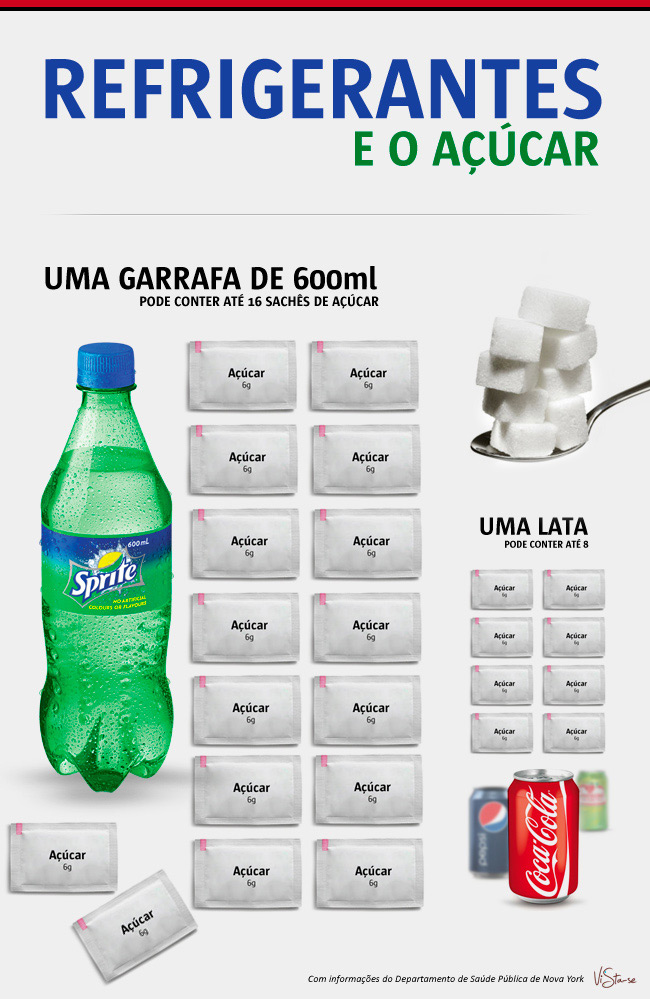 REFRIGERANTES
E O AÇÚCAR
UMA GARRAFA DE 600ml
PODE CONTER ATÉ 16 SACHÊS DE AÇÚCAR
Açúcar
6g
Açúcar
6g
Açúcar
6g
Açúcar
6g
Açúcar
6g
Açúcar
6g
Açúcar
6g
Açúcar
6g
Açúcar
6g
Açúcar
6g
Açúcar
6g
Açúcar
6g
Açúcar
6g
Açúcar
6g
Açúcar
6g
Açúcar
6g
600mL
Sprite
NO ARTIFICIAL
COLOURS OR FLAVOURS
UMA LATA
PODE CONTER ATÉ 8
Açúcar
6g
Açúcar
6g
Açúcar
6g
Açúcar
6g
Açúcar
6g
Açúcar
6g
Açúcar
6g
Açúcar
6g
pepsi
Coca-Cola
Com informações do Departamento de Saúde Pública de Nova York
ViSta-se